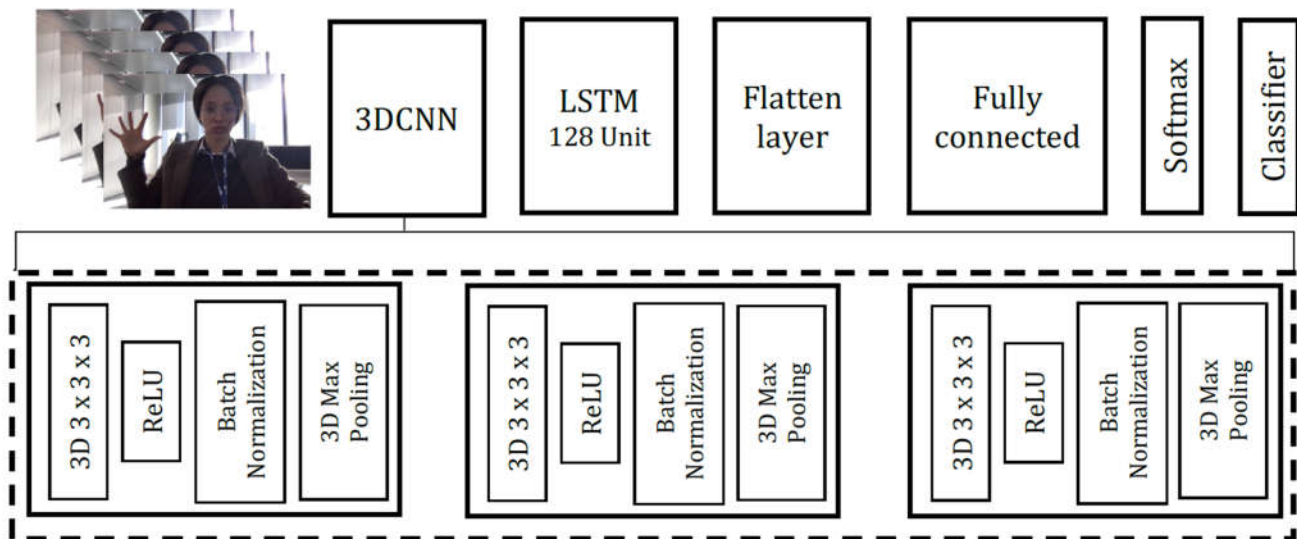 3DCNN
LSTM
128 Unit
Flatten
layer
Fully
connected
Softmax
Classifier
3D 3 x 3 x 3
ReLU
Batch
Normalization
3D Max
Pooling
3D 3 x 3 x 3
ReLU
Batch
Normalization
3D Max
Pooling
3D 3 x 3 x 3
ReLU
Batch
Normalization
3D Max
Pooling